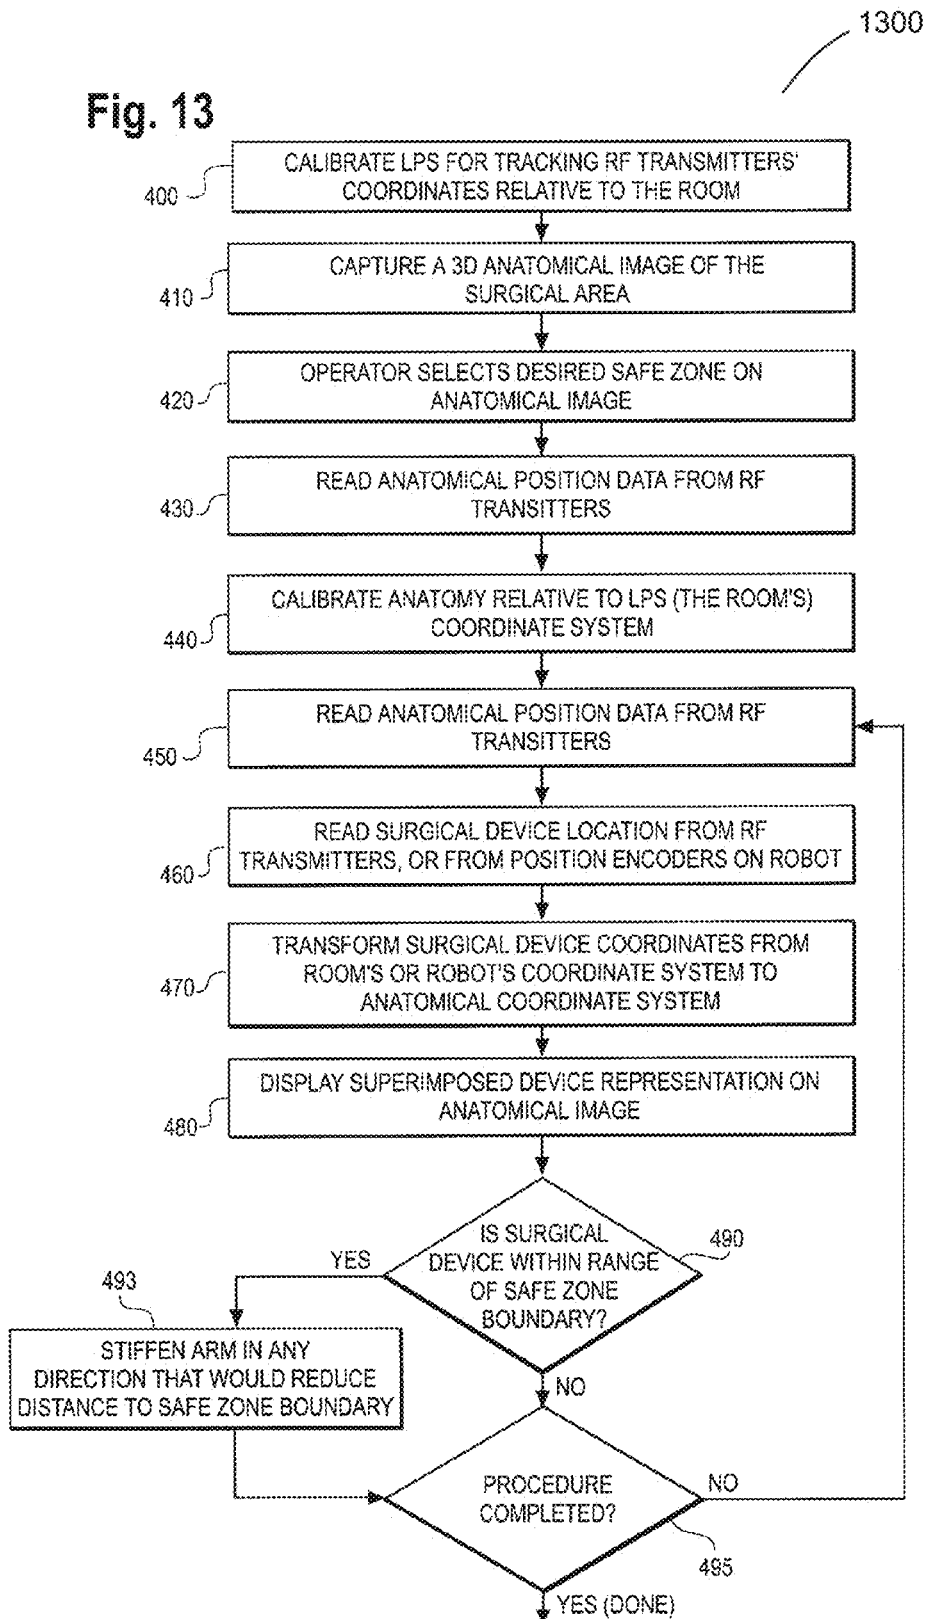 1300
Fig. 13
400
CALIBRATE LPS FOR TRACKING RF TRANSMITTERS'
COORDINATES RELATIVE TO THE ROOM
410
CAPTURE A 3D ANATOMICAL IMAGE OF THE
SURGICAL AREA
420
OPERATOR SELECTS DESIRED SAFE ZONE ON
ANATOMICAL IMAGE
430
READ ANATOMICAL POSITION DATA FROM RF
TRANSITTERS
440
CALIBRATE ANATOMY RELATIVE TO LPS (THE ROOM'S)
COORDINATE SYSTEM
450
READ ANATOMICAL POSITION DATA FROM RF
TRANSITTERS
460
READ SURGICAL DEVICE LOCATION FROM RF
TRANSMITTERS, OR FROM POSITION ENCODERS ON ROBOT
470
TRANSFORM SURGICAL DEVICE COORDINATES FROM
ROOM'S OR ROBOT'S COORDINATE SYSTEM TO
ANATOMICAL COORDINATE SYSTEM
480
DISPLAY SUPERIMPOSED DEVICE REPRESENTATION ON
ANATOMICAL IMAGE
490
IS SURGICAL
DEVICE WITHIN RANGE
OF SAFE ZONE
BOUNDARY?
YES
493
STIFFEN ARM IN ANY
DIRECTION THAT WOULD REDUCE
DISTANCE TO SAFE ZONE BOUNDARY
NO
PROCEDURE
COMPLETED?
NO
495
YES (DONE)